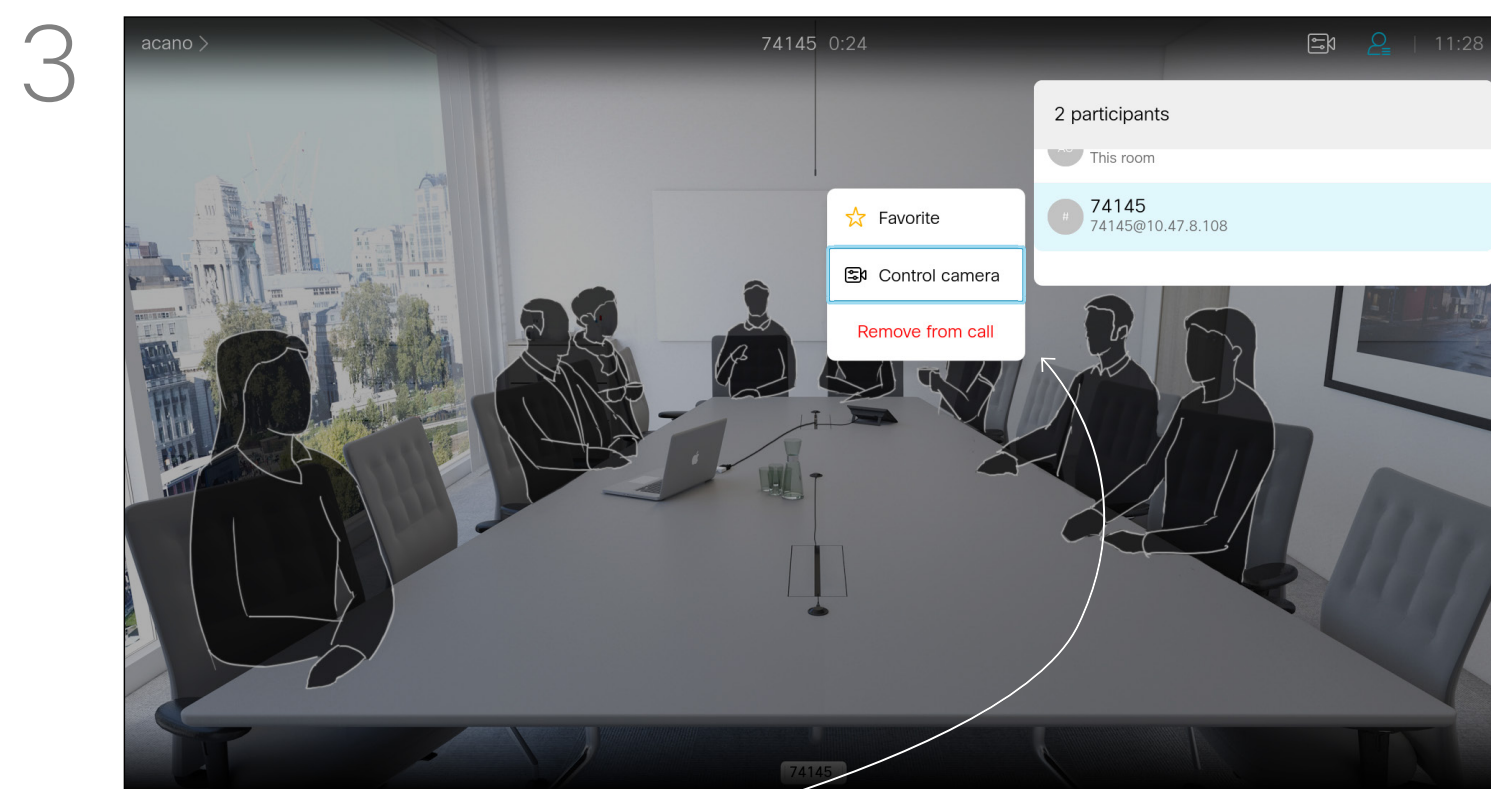 3
acano
74145 0:24
11:28
2 participants
This room
74145
#
74145@10.47.8.108
Favorite
Control camera
Remove from call
74145